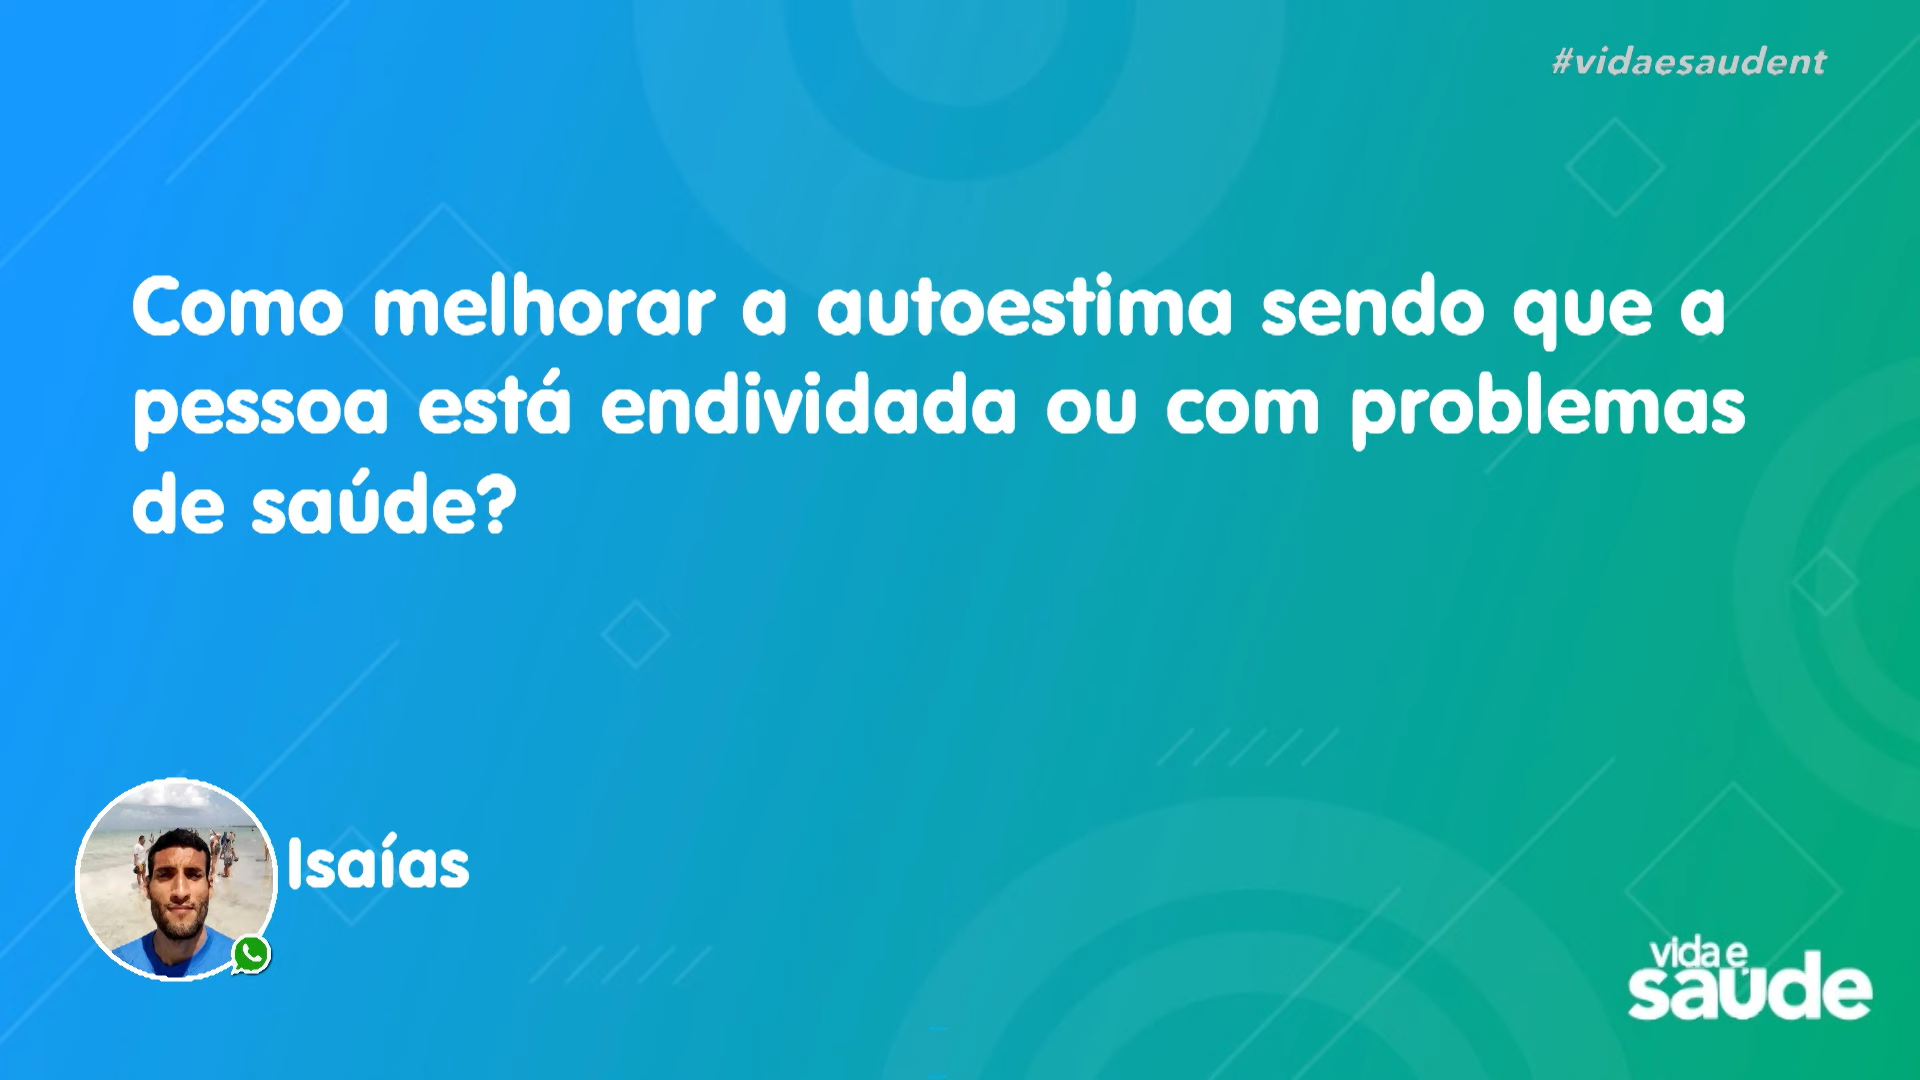 #vidaesaudent
Como melhorar a autoestima sendo que a
pessoa está endividada ou com problemas
de saúde?
Isaías
vida e
saúde